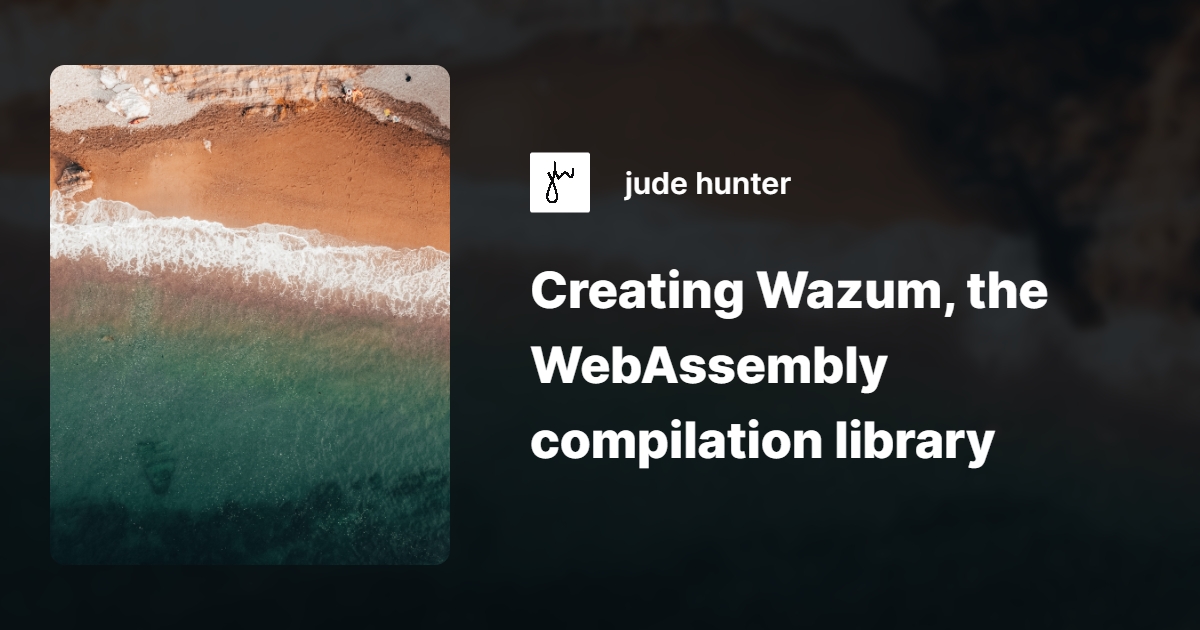 jude hunter
Creating Wazum, the
WebAssembly
compilation library